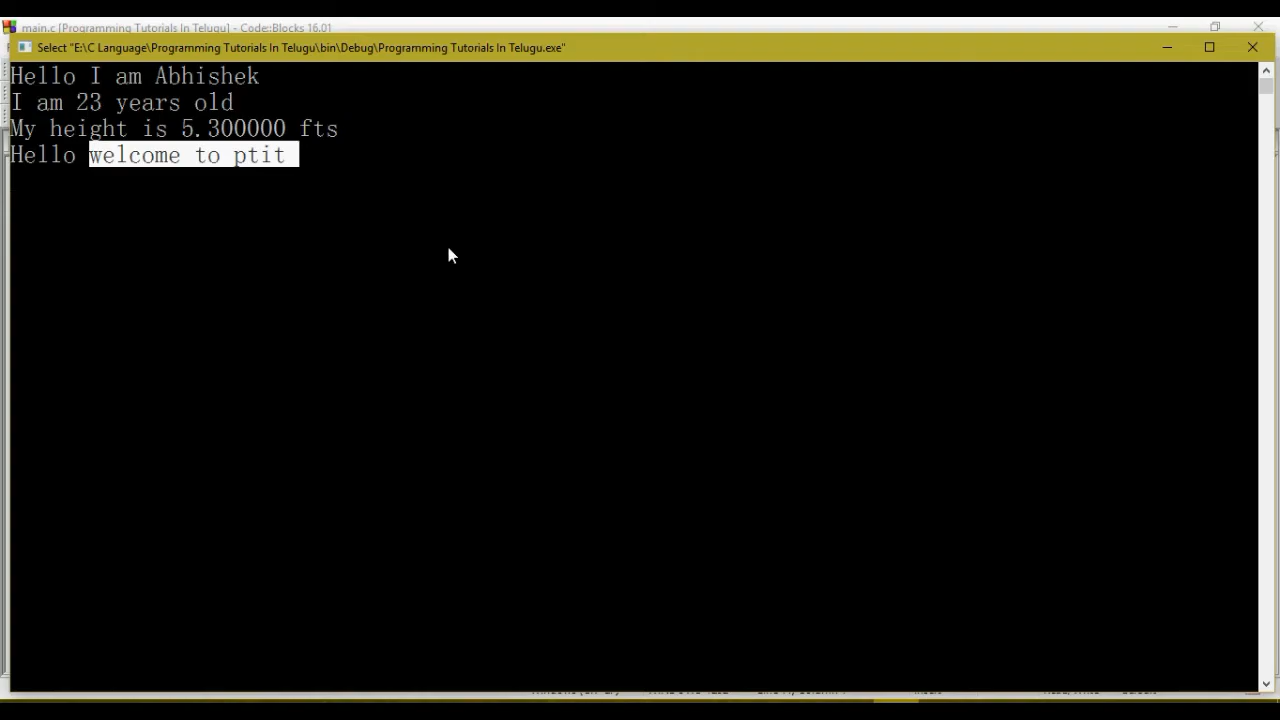 main.c [Programming Tutorials In Telugu] - Code::Blocks 16.01
Select "E:\C Language\Programming Tutorials In Telugu\bin\Debug\Programming Tutorials In Telugu.exe"
Hello I am Abhishek
I am 23 years old
My height is 5.300000 fts
Hello welcome to ptit